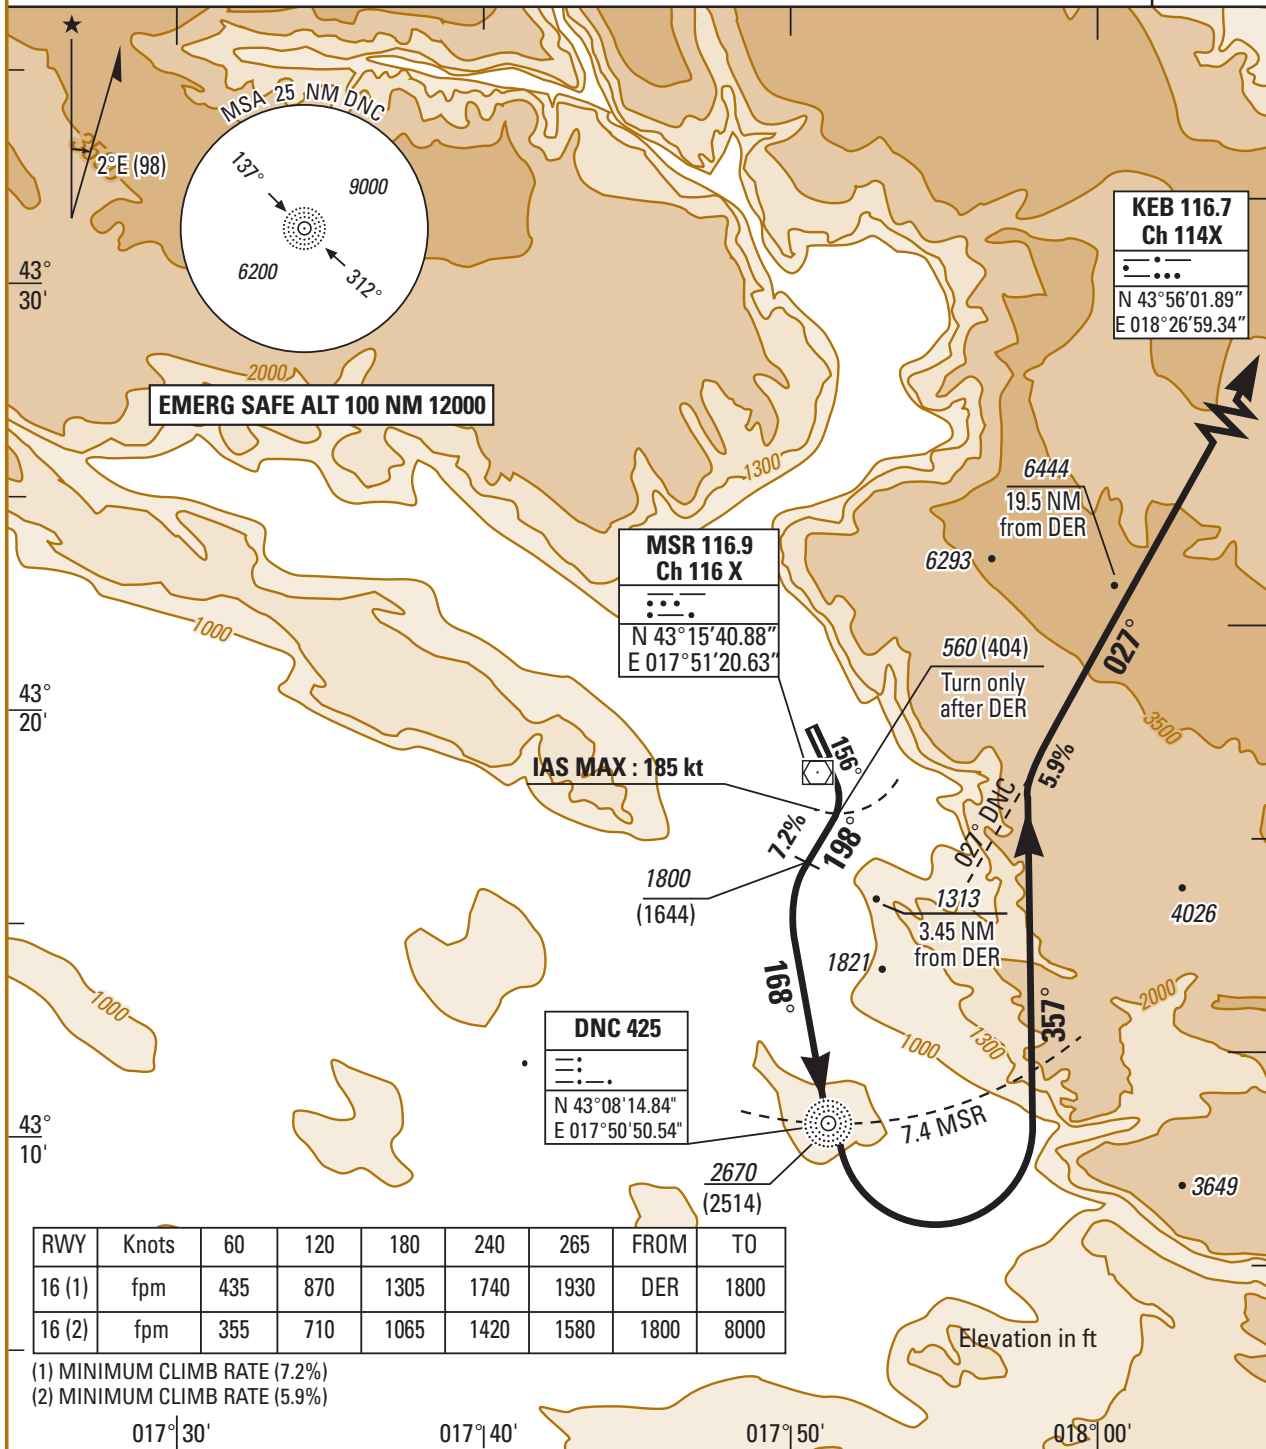 MSA 25 NM DNC
2°E (98)
137°
9000
6200
312°
43°
30'
2000
EMERG SAFE ALT 100 NM 12000
KEB 116.7
Ch 114X
N 43°56’01.89”
E 018°26’59.34”
1300
6444
19.5 NM
from DER
6293
MSR 116.9
Ch 116 X
N 43°15’40.88”
E 017°51’20.63”
1000
560 (404)
Turn only
after DER
027°
43°
20'
3500
156°
IAS MAX : 185 kt
5.9%
7.2%
198°
027° DNC
1800
(1644)
1313
3.45 NM
from DER
4026
1821
168°
1000
2000
357°
1300
1000
DNC 425
N 43°08'14.84"
E 017°50'50.54"
7.4 MSR
43°
10'
2670
(2514)
3649
RWY Knots 60 120 180 240 265 FROM TO
16 (1) fpm 435 870 1305 1740 1930 DER 1800
16 (2) fpm 355 710 1065 1420 1580 1800 8000
Elevation in ft
(1) MINIMUM CLIMB RATE (7.2%)
(2) MINIMUM CLIMB RATE (5.9%)
017° 30'
017° 40'
017° 50'
018° 00'